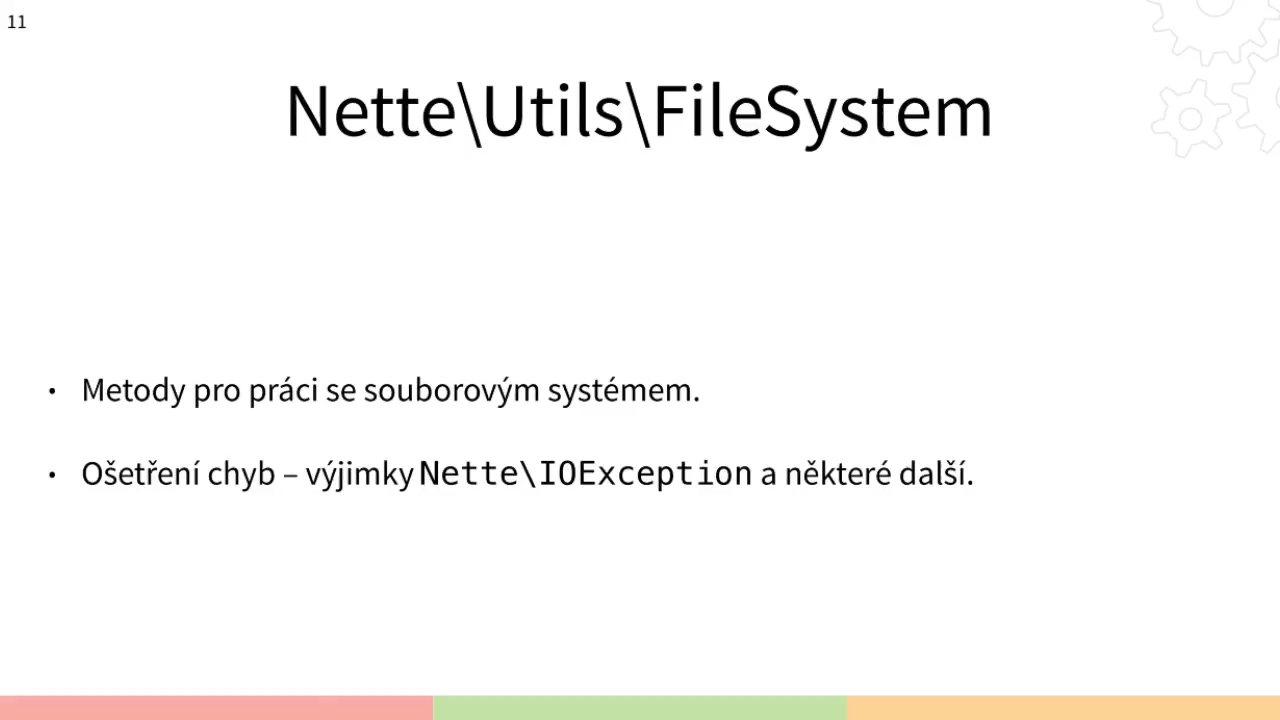 11
Nette\Utils\FileSystem
• Metody pro práci se souborovým systémem.
• Ošetření chyb – výjimky Nette\IOException a některé další.